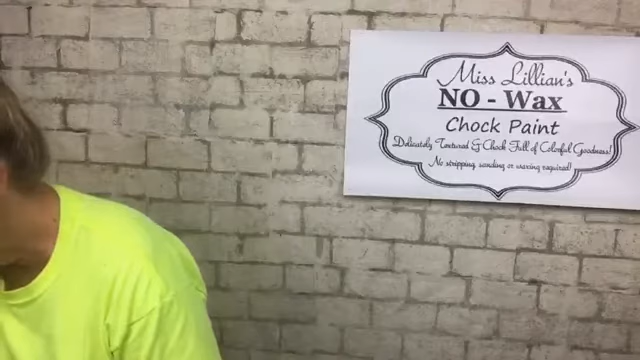 Miss Lillian's
NO - Wax
Chock Paint
Delicately Textured & Chock Full of Colorful Goodness!
No stripping, sanding or waxing required!